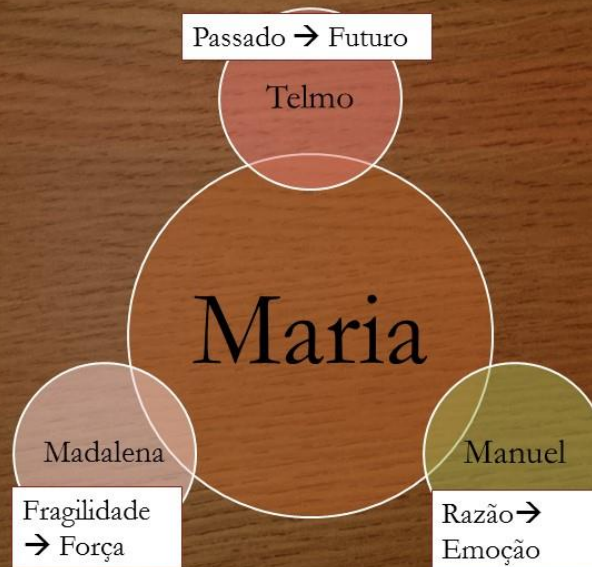 Passado → Futuro
Telmo
Maria
Madalena
Manuel
Fragilidade
→ Força
Razão→
Emoção